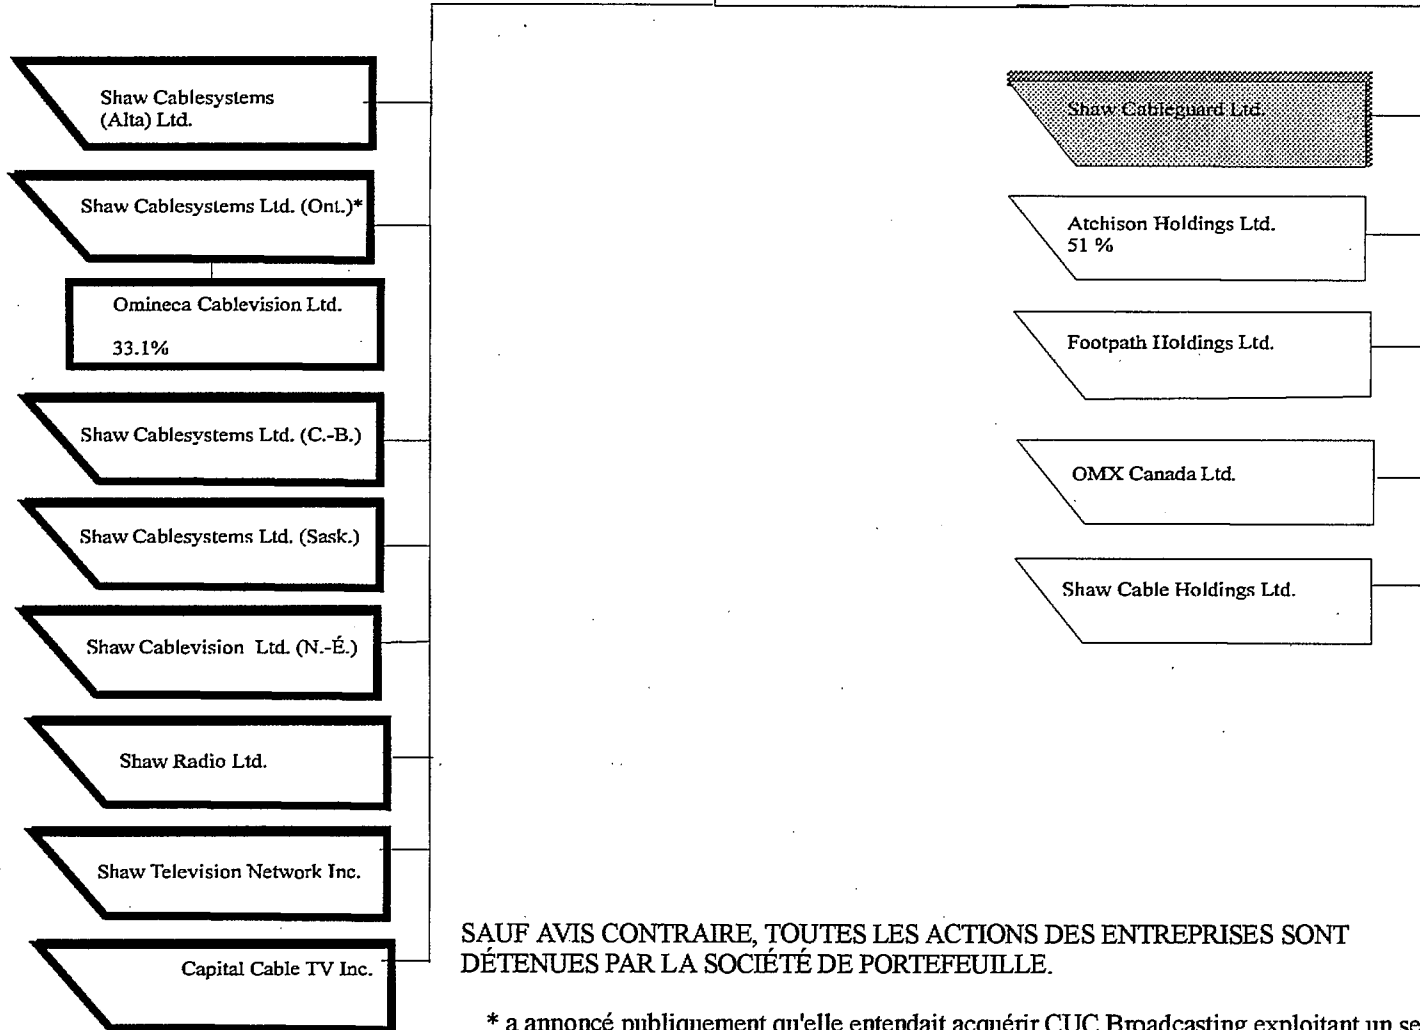 Shaw Cablesystems
(Alta) Ltd.
Shaw Cablesystems Ltd. (Ont.)*
Omineca Cablevision Ltd.
33.1%
Shaw Cablesystems Ltd. (C.-B.)
Shaw Cablesystems Ltd. (Sask.)
Shaw Cablevision Ltd. (N.-É.)
Shaw Radio Ltd.
Shaw Television Network Inc.
Capital Cable TV Inc.
Shaw Cableguard Ltd.
Atchison Holdings Ltd.
51 %
Footpath Holdings Ltd.
OMX Canada Ltd.
Shaw Cable Holdings Ltd.
SAUF AVIS CONTRAIRE, TOUTES LES ACTIONS DES ENTREPRISES SONT
DÉTENUES PAR LA SOCIÉTÉ DE PORTEFEUILLE.
* a annoncé publiquement qu'elle entendait acquérir CUC Broadcasting exploitant un se